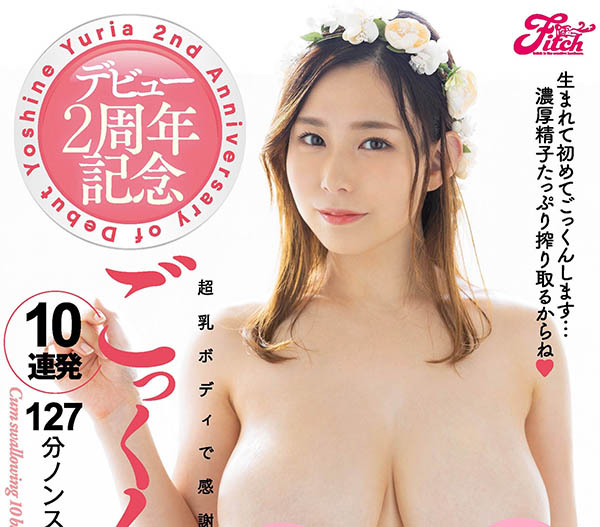 Yoshine Yuria 2nd Anniversary of Debut
デビュー
2周年
記念
Fitch
生まれて初めてごっくんします…
濃厚精子たっぷり搾り取るからね♥
超乳ボディで感謝
ごっく
10
連発
127
分ノンス
Cum swallowing 10